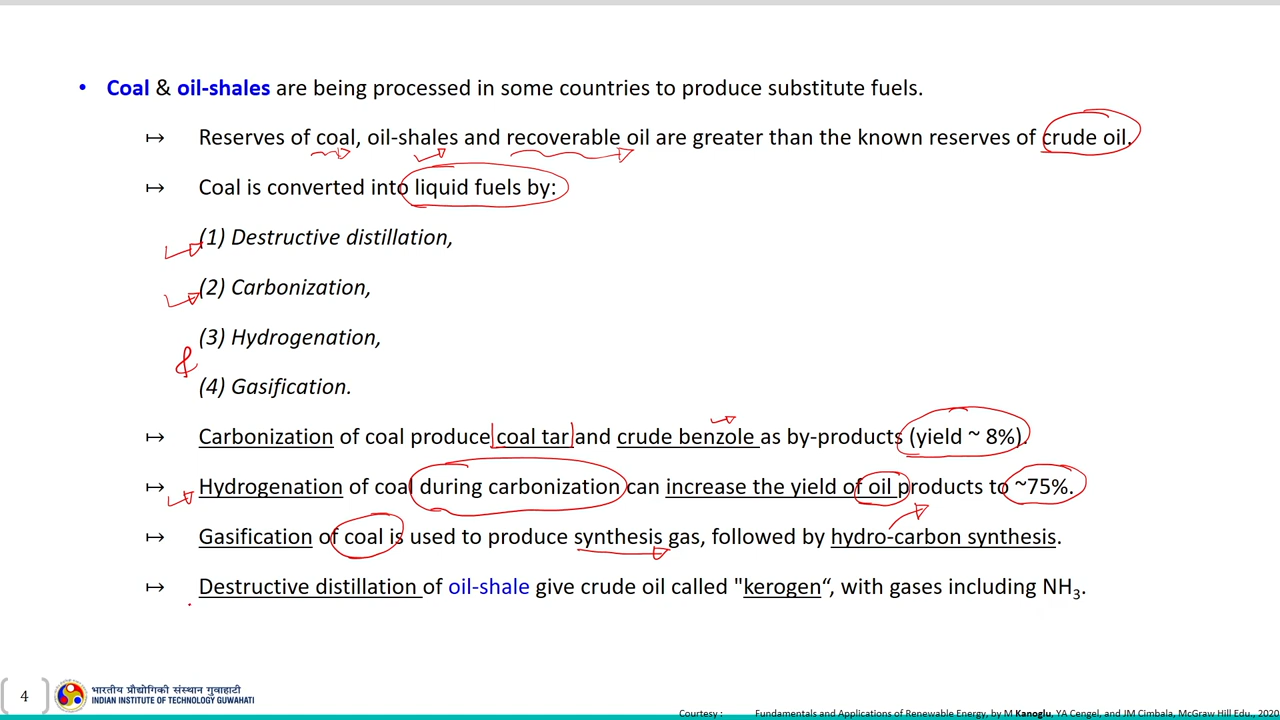 • Coal & oil-shales are being processed in some countries to produce substitute fuels.
↦ Reserves of coal, oil-shales and recoverable oil are greater than the known reserves of crude oil.
↦ Coal is converted into liquid fuels by:
(1) Destructive distillation,
(2) Carbonization,
(3) Hydrogenation,
&
(4) Gasification.
↦ Carbonization of coal produce coal tar and crude benzole as by-products (yield ~ 8%).
↦ Hydrogenation of coal during carbonization can increase the yield of oil products to ~75%.
↦ Gasification of coal is used to produce synthesis gas, followed by hydro-carbon synthesis.
↦ Destructive distillation of oil-shale give crude oil called "kerogen“, with gases including NH₃.
4
भारतीय प्रौद्योगिकी संस्थान गुवाहाटी
INDIAN INSTITUTE OF TECHNOLOGY GUWAHATI
Courtesy : Fundamentals and Applications of Renewable Energy, by M Kanoglu, YA Cengel, and JM Cimbala, McGraw Hill Edu., 2020